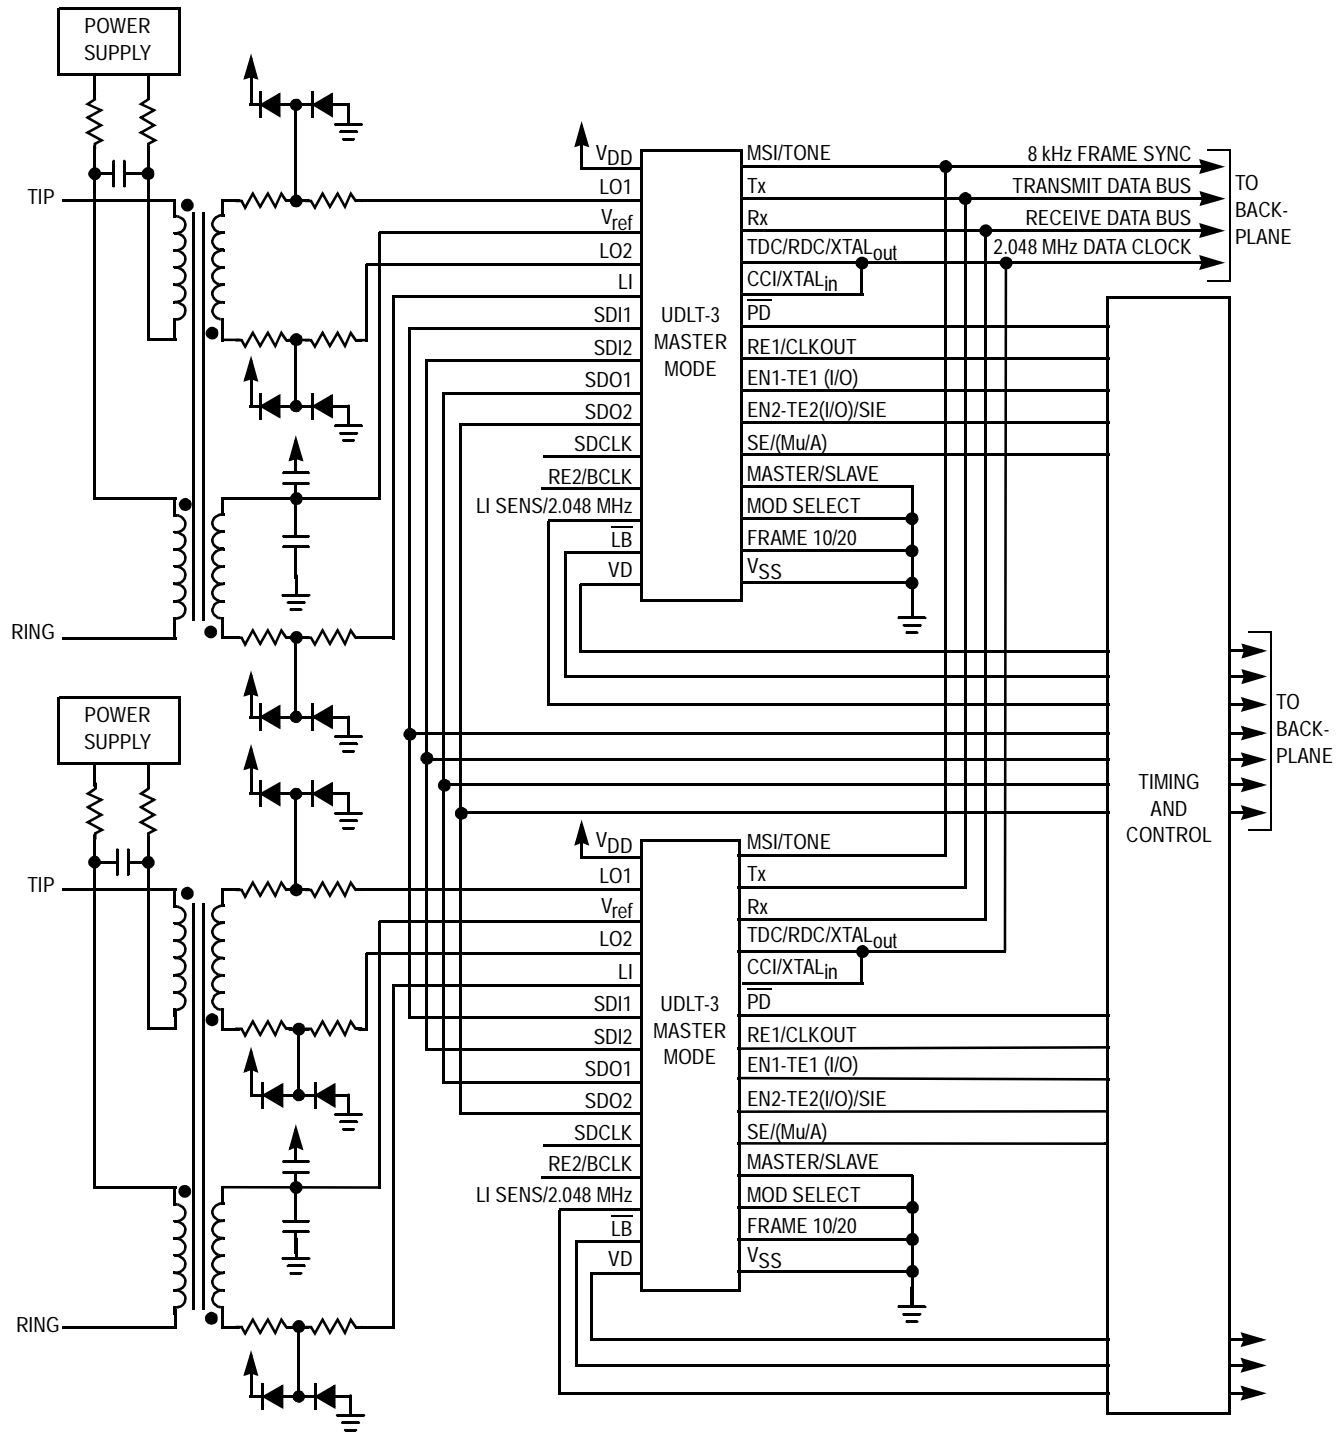 POWER
SUPPLY
TIP
RING
VDD
LO1
Vref
LO2
LI
SDI1
SDI2
SDO1
SDO2
SDCLK
RE2/BCLK
LI SENS/2.048 MHz
LB
VD
UDLT-3
MASTER
MODE
MSI/TONE
Tx
Rx
TDC/RDC/XTALout
CCI/XTALin
PD
RE1/CLKOUT
EN1-TE1 (I/O)
EN2-TE2(I/O)/SIE
SE/(Mu/A)
MASTER/SLAVE
MOD SELECT
FRAME 10/20
VSS
8 kHz FRAME SYNC
TRANSMIT DATA BUS
RECEIVE DATA BUS
2.048 MHz DATA CLOCK
TO
BACK-
PLANE
TIMING
AND
CONTROL
TO
BACK-
PLANE
POWER
SUPPLY
TIP
RING
VDD
LO1
Vref
LO2
LI
SDI1
SDI2
SDO1
SDO2
SDCLK
RE2/BCLK
LI SENS/2.048 MHz
LB
VD
UDLT-3
MASTER
MODE
MSI/TONE
Tx
Rx
TDC/RDC/XTALout
CCI/XTALin
PD
RE1/CLKOUT
EN1-TE1 (I/O)
EN2-TE2(I/O)/SIE
SE/(Mu/A)
MASTER/SLAVE
MOD SELECT
FRAME 10/20
VSS